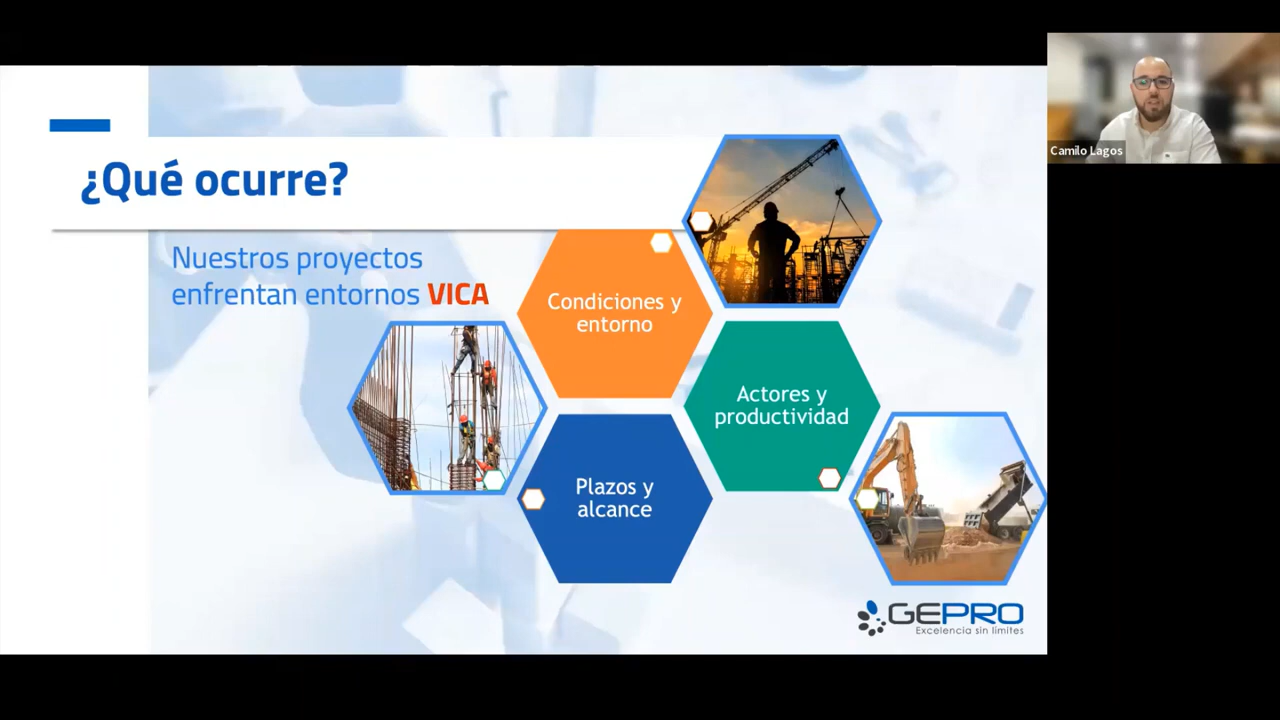 ¿Qué ocurre?
Nuestros proyectos
enfrentan entornos VICA
Condiciones y
entorno
Actores y
productividad
Plazos y
alcance
GEPRO
Excelencia sin límites
Camilo Lagos